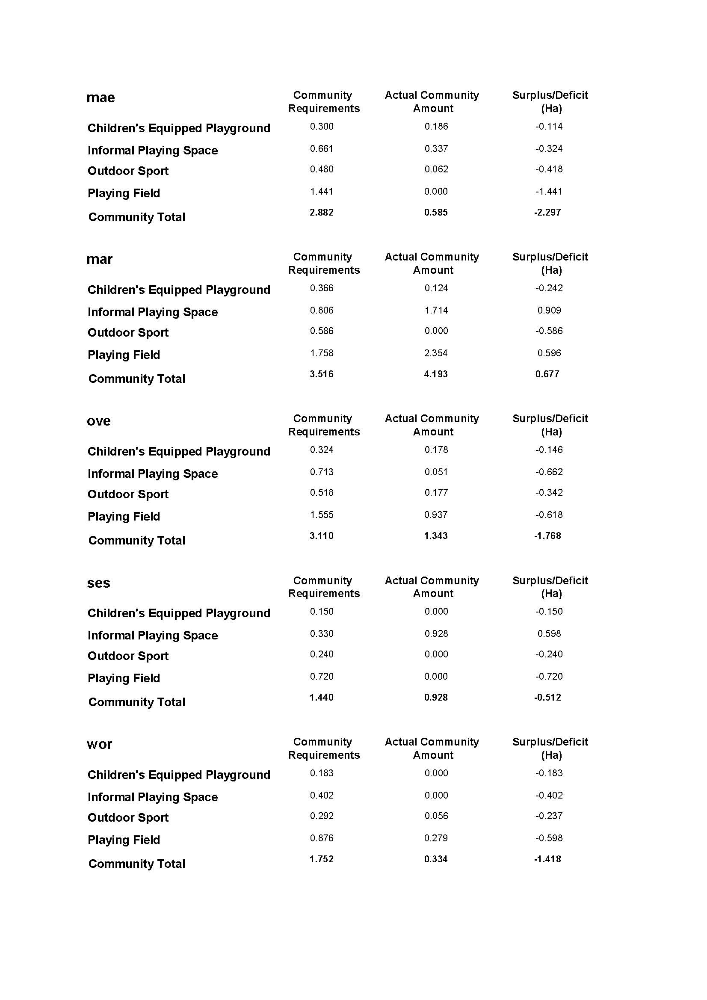 mae Community Actual Community Surplus/Deficit
Requirements Amount (Ha)
Children's Equipped Playground 0.300 0.186 -0.114
Informal Playing Space 0.661 0.337 -0.324
Outdoor Sport 0.480 0.062 -0.418
Playing Field 1.441 0.000 -1.441
Community Total 2.882 0.585 -2.297
mar Community Actual Community Surplus/Deficit
Requirements Amount (Ha)
Children's Equipped Playground 0.366 0.124 -0.242
Informal Playing Space 0.806 1.714 0.909
Outdoor Sport 0.586 0.000 -0.586
Playing Field 1.758 2.354 0.596
Community Total 3.516 4.193 0.677
ove Community Actual Community Surplus/Deficit
Requirements Amount (Ha)
Children's Equipped Playground 0.324 0.178 -0.146
Informal Playing Space 0.713 0.051 -0.662
Outdoor Sport 0.518 0.177 -0.342
Playing Field 1.555 0.937 -0.618
Community Total 3.110 1.343 -1.768
ses Community Actual Community Surplus/Deficit
Requirements Amount (Ha)
Children's Equipped Playground 0.150 0.000 -0.150
Informal Playing Space 0.330 0.928 0.598
Outdoor Sport 0.240 0.000 -0.240
Playing Field 0.720 0.000 -0.720
Community Total 1.440 0.928 -0.512
wor Community Actual Community Surplus/Deficit
Requirements Amount (Ha)
Children's Equipped Playground 0.183 0.000 -0.183
Informal Playing Space 0.402 0.000 -0.402
Outdoor Sport 0.292 0.056 -0.237
Playing Field 0.876 0.279 -0.598
Community Total 1.752 0.334 -1.418